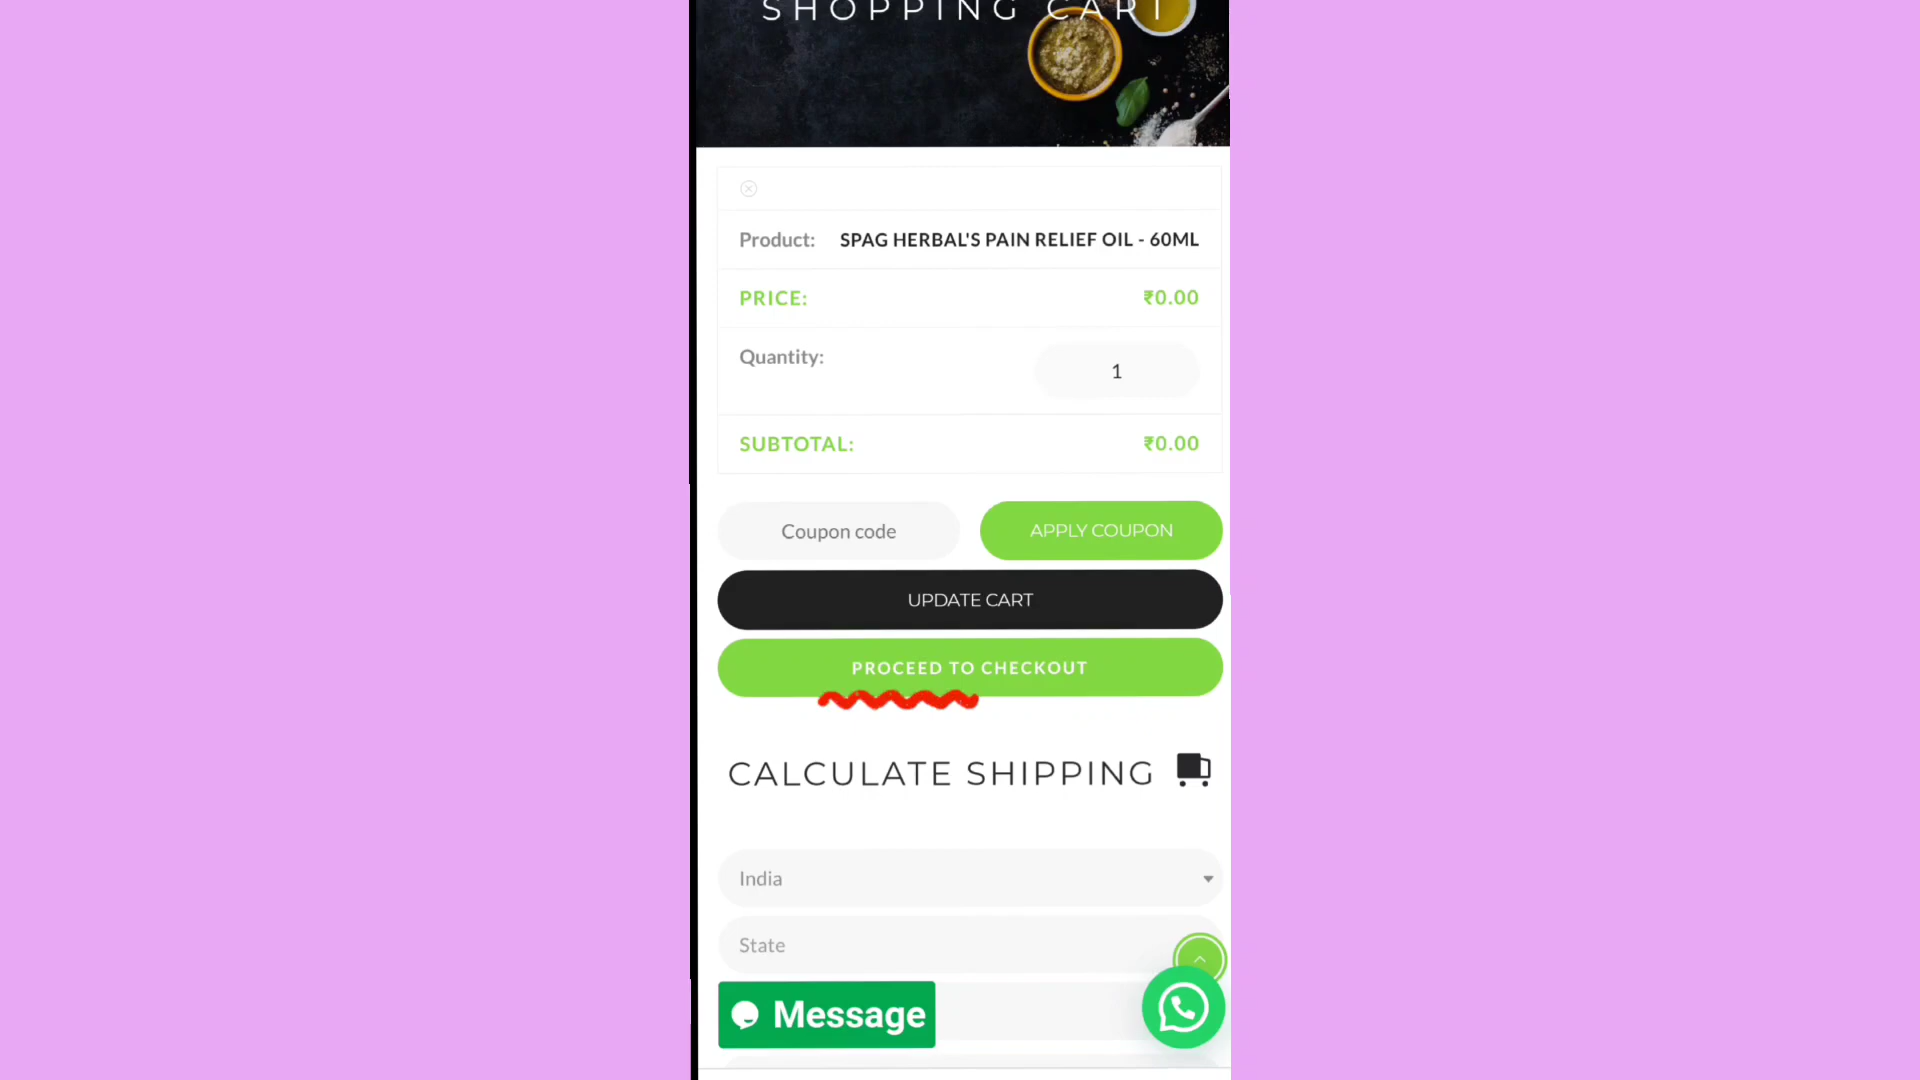 SHOPPING CART
Product: SPAG HERBAL'S PAIN RELIEF OIL - 60ML
PRICE: ₹0.00
Quantity: 1
SUBTOTAL: ₹0.00
Coupon code APPLY COUPON
UPDATE CART
PROCEED TO CHECKOUT
CALCULATE SHIPPING
India
State
Message